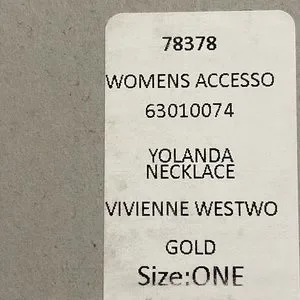 78378
WOMENS ACCESSO
63010074
YOLANDA
NECKLACE
VIVIENNE WESTWO
GOLD
Size:ONE